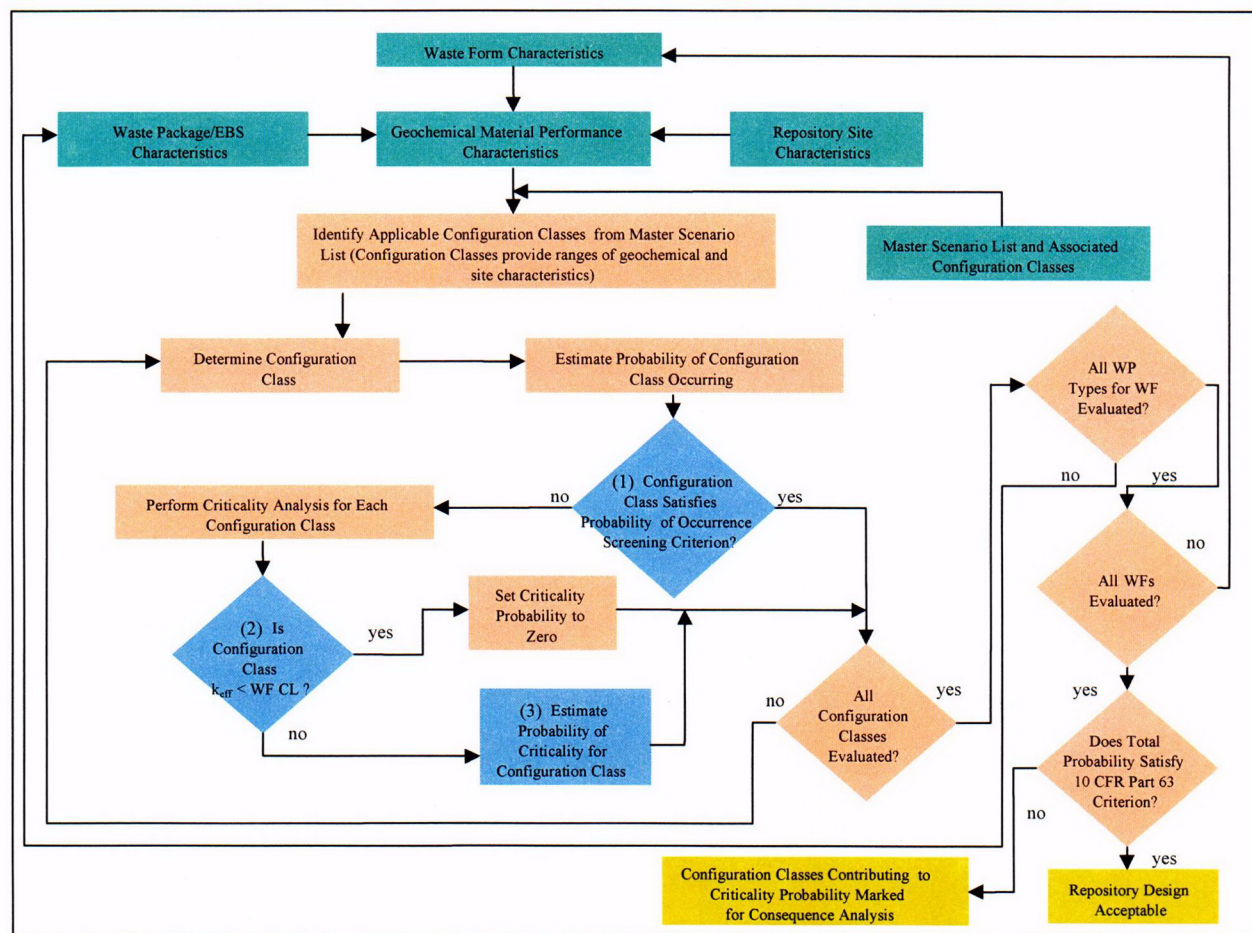 Waste Form Characteristics
Waste Package/EBS
Characteristics
Geochemical Material Performance
Characteristics
Repository Site
Characteristics
Identify Applicable Configuration Classes from Master Scenario
List (Configuration Classes provide ranges of geochemical and
site characteristics)
Master Scenario List and Associated
Configuration Classes
Determine Configuration
Class
Estimate Probability of Configuration
Class Occurring
All WP
Types for WF
Evaluated?
no
yes
(1) Configuration
Class Satisfies
Probability of Occurrence
Screening Criterion?
no
yes
Perform Criticality Analysis for Each
Configuration Class
(2) Is
Configuration
Class
keff < WF CL ?
yes
no
Set Criticality
Probability to
Zero
(3) Estimate
Probability of
Criticality for
Configuration Class
All
Configuration
Classes
Evaluated?
no
yes
All WFs
Evaluated?
no
yes
Does Total
Probability Satisfy
10 CFR Part 63
Criterion?
no
yes
Configuration Classes Contributing to
Criticality Probability Marked
for Consequence Analysis
Repository Design
Acceptable